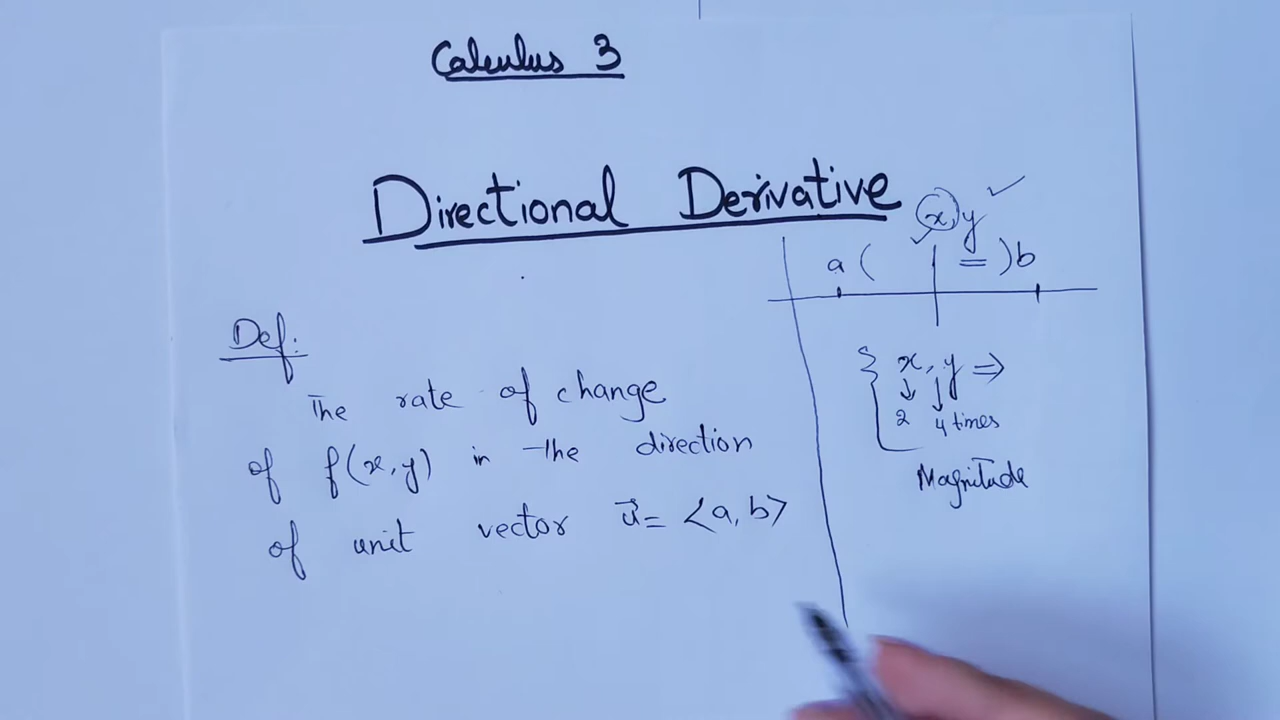 Calculus 3
Directional Derivative
Def:
The rate of change
of f(x,y) in the direction
of unit vector u⃗= <a, b>
x y ✓
✓
a ( = ) b
{ x, y ⇒
↓ ↓
2 4 times
Magnitude